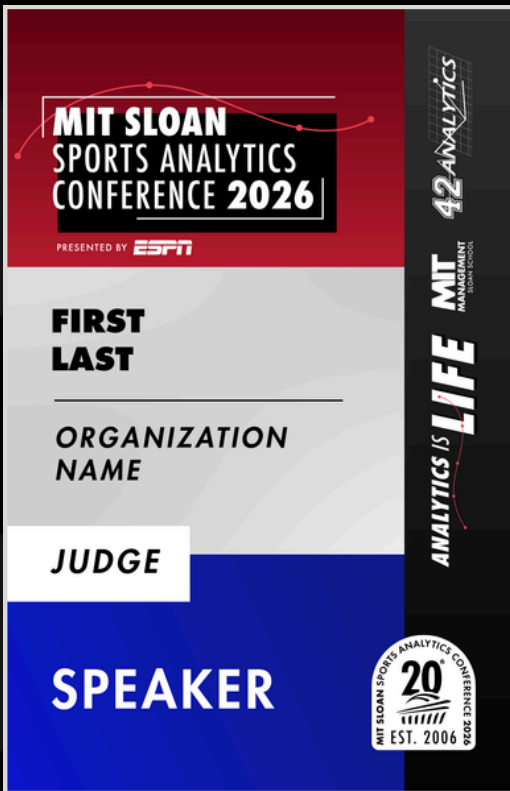 MIT SLOAN
SPORTS ANALYTICS
CONFERENCE 2026
PRESENTED BY ESPN
FIRST
LAST
ORGANIZATION
NAME
JUDGE
SPEAKER
42 ANALYTICS
MIT
MANAGEMENT
SLOAN SCHOOL
ANALYTICS IS LIFE
MIT SLOAN SPORTS ANALYTICS CONFERENCE 2026
20
EST. 2006